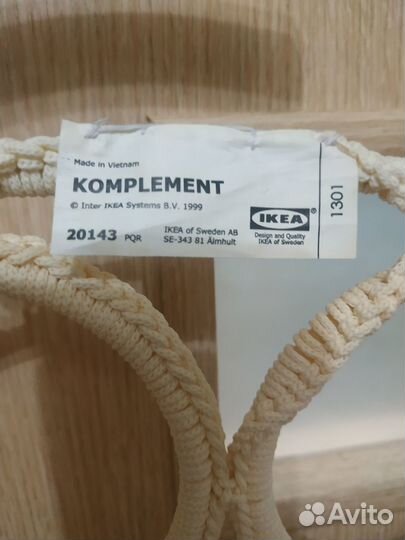 Made in Vietnam
KOMPLEMENT
© Inter IKEA Systems B.V. 1999
20143 PQR
IKEA of Sweden AB
SE-343 81 Älmhult
IKEA
Design and Quality
IKEA of Sweden
1301
Avito